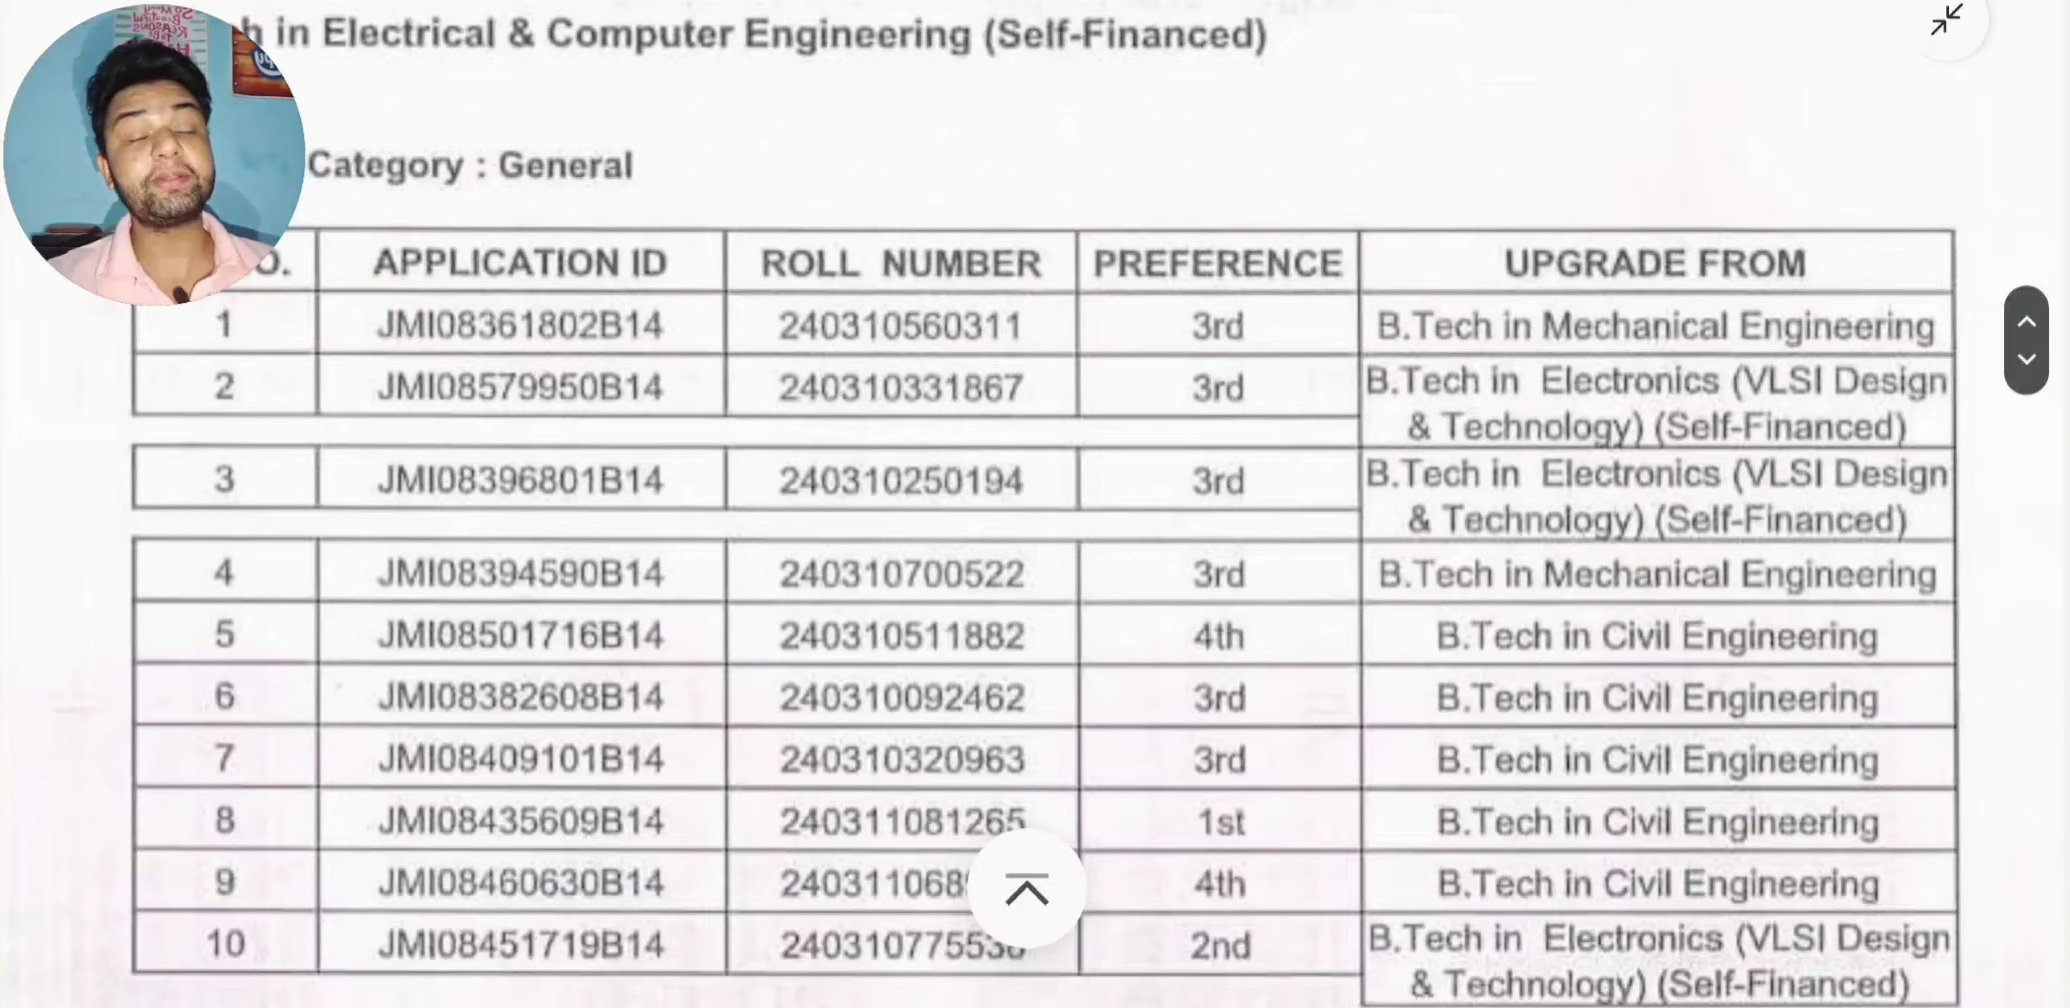 h in Electrical & Computer Engineering (Self-Financed)
Category : General
O. APPLICATION ID ROLL NUMBER PREFERENCE UPGRADE FROM
1 JMI08361802B14 240310560311 3rd B.Tech in Mechanical Engineering
2 JMI08579950B14 240310331867 3rd B.Tech in Electronics (VLSI Design
& Technology) (Self-Financed)
3 JMI08396801B14 240310250194 3rd B.Tech in Electronics (VLSI Design
& Technology) (Self-Financed)
4 JMI08394590B14 240310700522 3rd B.Tech in Mechanical Engineering
5 JMI08501716B14 240310511882 4th B.Tech in Civil Engineering
6 JMI08382608B14 240310092462 3rd B.Tech in Civil Engineering
7 JMI08409101B14 240310320963 3rd B.Tech in Civil Engineering
8 JMI08435609B14 240311081265 1st B.Tech in Civil Engineering
9 JMI08460630B14 24031106 4th B.Tech in Civil Engineering
10 JMI08451719B14 2403107755 2nd B.Tech in Electronics (VLSI Design
& Technology) (Self-Financed)